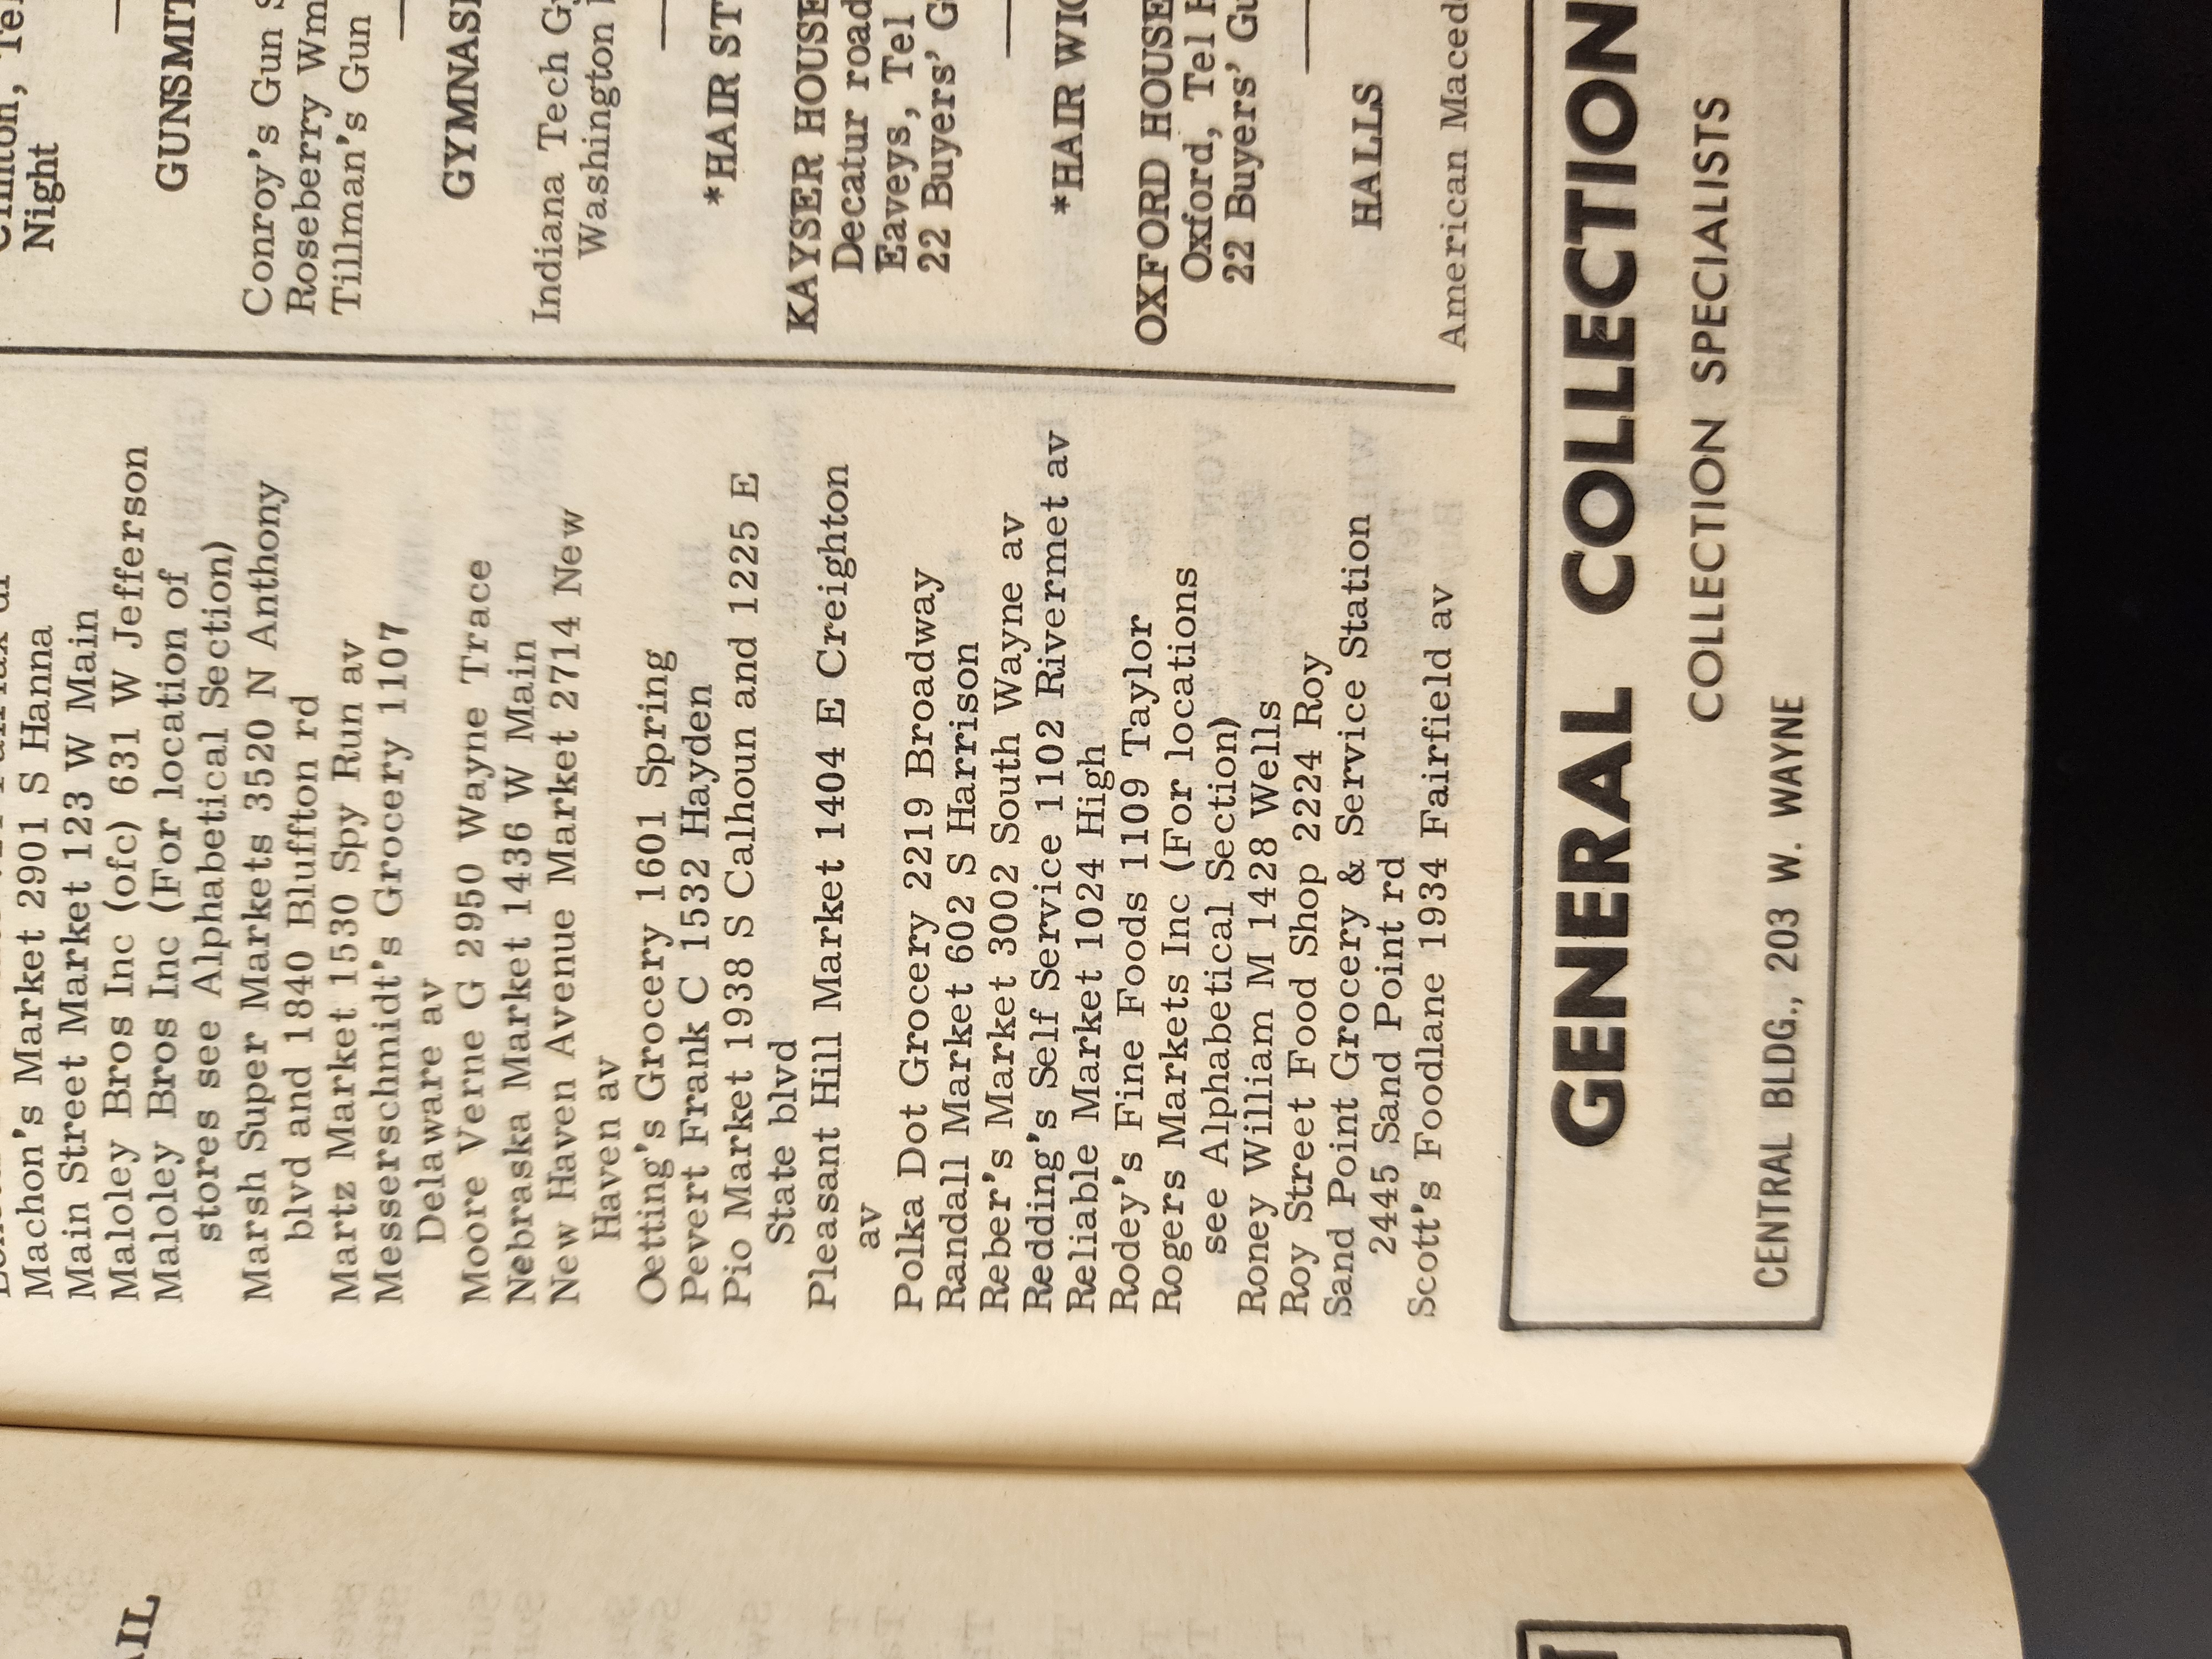 Machon's Market 2901 S Hanna
Main Street Market 123 W Main
Maloley Bros Inc (ofc) 631 W Jefferson
Maloley Bros Inc (For location of
stores see Alphabetical Section)
Marsh Super Markets 3520 N Anthony
blvd and 1840 Bluffton rd
Martz Market 1530 Spy Run av
Messerschmidt's Grocery 1107
Delaware av
Moore Verne G 2950 Wayne Trace
Nebraska Market 1436 W Main
New Haven Avenue Market 2714 New
Haven av
Oetting's Grocery 1601 Spring
Pevert Frank C 1532 Hayden
Pio Market 1938 S Calhoun and 1225 E
State blvd
Pleasant Hill Market 1404 E Creighton
av
Polka Dot Grocery 2219 Broadway
Randall Market 602 S Harrison
Reber's Market 3002 South Wayne av
Redding's Self Service 1102 Rivermet av
Reliable Market 1024 High
Rodey's Fine Foods 1109 Taylor
Rogers Markets Inc (For locations
see Alphabetical Section)
Roney William M 1428 Wells
Roy Street Food Shop 2224 Roy
Sand Point Grocery & Service Station
2445 Sand Point rd
Scott's Foodlane 1934 Fairfield av
Night
GUNSMIT
Conroy's Gun S
Roseberry Wm
Tillman's Gun
GYMNASI
Indiana Tech Gy
Washington
*HAIR ST
KAYSER HOUSE
Decatur road
Eaveys, Tel
22 Buyers' G
*HAIR WIG
OXFORD HOUSE
Oxford, Tel H
22 Buyers' Gu
HALLS
American Maced
GENERAL COLLECTION
COLLECTION SPECIALISTS
CENTRAL BLDG., 203 W. WAYNE
AIL